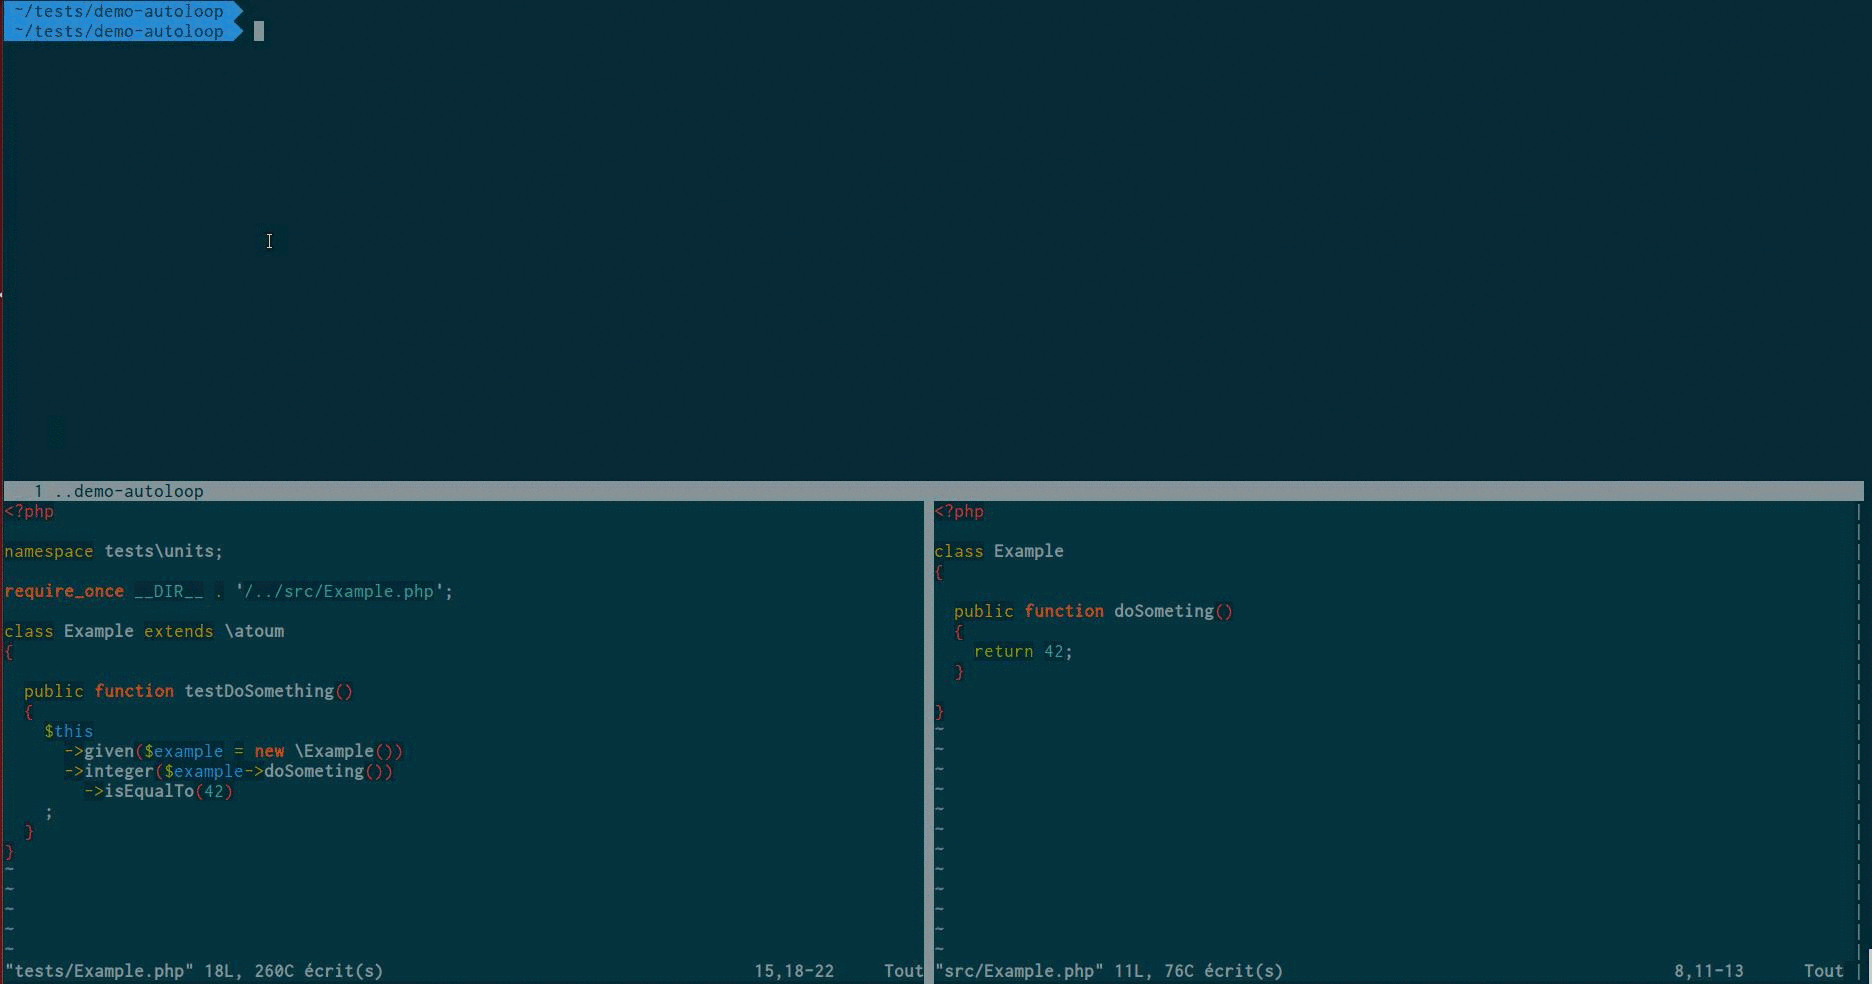 ~/tests/demo-autoloop
~/tests/demo-autoloop
1 ..demo-autoloop
<?php
namespace tests\units;
require_once __DIR__ . '/../src/Example.php';
class Example extends \atoum
{
public function testDoSomething()
{
$this
->given($example = new \Example())
->integer($example->doSometing())
->isEqualTo(42)
;
}
}
~
~
~
~
~
"tests/Example.php" 18L, 260C écrit(s) 15,18-22 Tout
<?php
class Example
{
public function doSometing()
{
return 42;
}
}
~
~
~
~
~
~
~
~
~
~
~
~
"src/Example.php" 11L, 76C écrit(s) 8,11-13 Tout